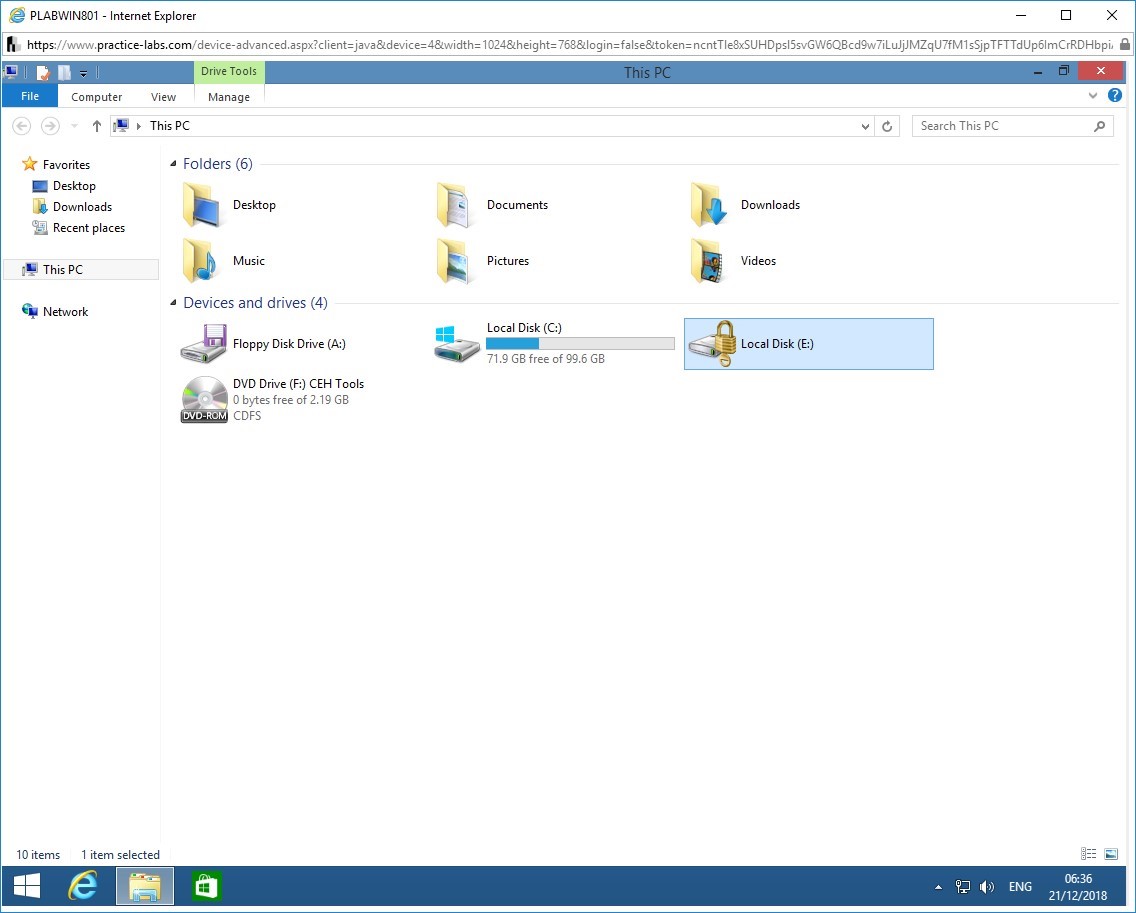 PLABWIN801 - Internet Explorer
https://www.practice-labs.com/device-advanced.aspx?client=java&device=4&width=1024&height=768&login=false&token=
Drive Tools
This PC
File Computer View Manage
This PC
Search This PC
Favorites
Desktop
Downloads
Recent places
This PC
Network
Folders (6)
Desktop Documents Downloads
Music Pictures Videos
Devices and drives (4)
Floppy Disk Drive (A:)
Local Disk (C:)
71.9 GB free of 99.6 GB
Local Disk (E:)
DVD Drive (F:) CEH Tools
0 bytes free of 2.19 GB
CDFS
DVD-ROM
10 items 1 item selected
ENG
06:36
21/12/2018